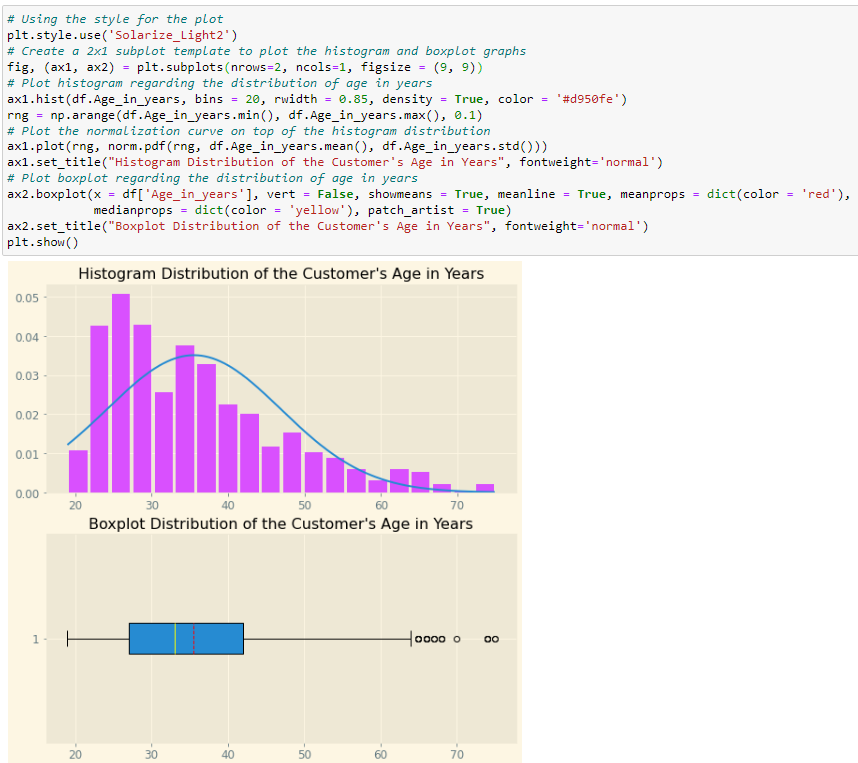 # Using the style for the plot
plt.style.use('Solarize_Light2')
# Create a 2x1 subplot template to plot the histogram and boxplot graphs
fig, (ax1, ax2) = plt.subplots(nrows=2, ncols=1, figsize = (9, 9))
# Plot histogram regarding the distribution of age in years
ax1.hist(df.Age_in_years, bins = 20, rwidth = 0.85, density = True, color = '#d950fe')
rng = np.arange(df.Age_in_years.min(), df.Age_in_years.max(), 0.1)
# Plot the normalization curve on top of the histogram distribution
ax1.plot(rng, norm.pdf(rng, df.Age_in_years.mean(), df.Age_in_years.std()))
ax1.set_title("Histogram Distribution of the Customer's Age in Years", fontweight='normal')
# Plot boxplot regarding the distribution of age in years
ax2.boxplot(x = df['Age_in_years'], vert = False, showmeans = True, meanline = True, meanprops = dict(color = 'red'),
medianprops = dict(color = 'yellow'), patch_artist = True)
ax2.set_title("Boxplot Distribution of the Customer's Age in Years", fontweight='normal')
plt.show()
Histogram Distribution of the Customer's Age in Years
0.05
0.04
0.03
0.02
0.01
0.00
20 30 40 50 60 70
Boxplot Distribution of the Customer's Age in Years
1
20 30 40 50 60 70